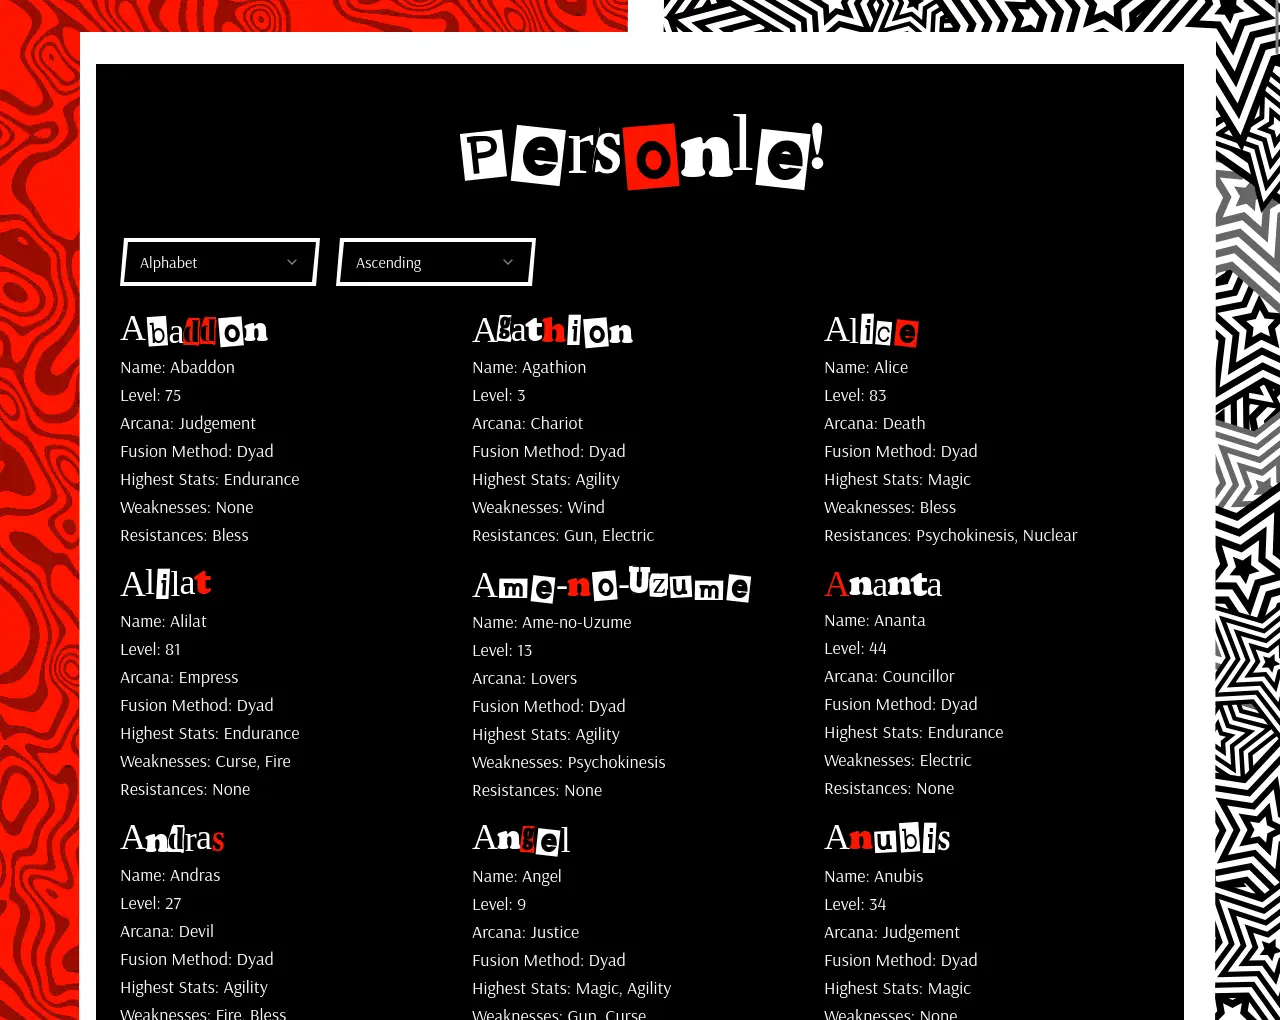 Personle!
Alphabet
Ascending
Abaddon
Name: Abaddon
Level: 75
Arcana: Judgement
Fusion Method: Dyad
Highest Stats: Endurance
Weaknesses: None
Resistances: Bless
Agathion
Name: Agathion
Level: 3
Arcana: Chariot
Fusion Method: Dyad
Highest Stats: Agility
Weaknesses: Wind
Resistances: Gun, Electric
Alice
Name: Alice
Level: 83
Arcana: Death
Fusion Method: Dyad
Highest Stats: Magic
Weaknesses: Bless
Resistances: Psychokinesis, Nuclear
Alilat
Name: Alilat
Level: 81
Arcana: Empress
Fusion Method: Dyad
Highest Stats: Endurance
Weaknesses: Curse, Fire
Resistances: None
Ame-no-Uzume
Name: Ame-no-Uzume
Level: 13
Arcana: Lovers
Fusion Method: Dyad
Highest Stats: Agility
Weaknesses: Psychokinesis
Resistances: None
Ananta
Name: Ananta
Level: 44
Arcana: Councillor
Fusion Method: Dyad
Highest Stats: Endurance
Weaknesses: Electric
Resistances: None
Andras
Name: Andras
Level: 27
Arcana: Devil
Fusion Method: Dyad
Highest Stats: Agility
Weaknesses: Fire, Bless
Angel
Name: Angel
Level: 9
Arcana: Justice
Fusion Method: Dyad
Highest Stats: Magic, Agility
Weaknesses: Gun, Curse
Anubis
Name: Anubis
Level: 34
Arcana: Judgement
Fusion Method: Dyad
Highest Stats: Magic
Weaknesses: None